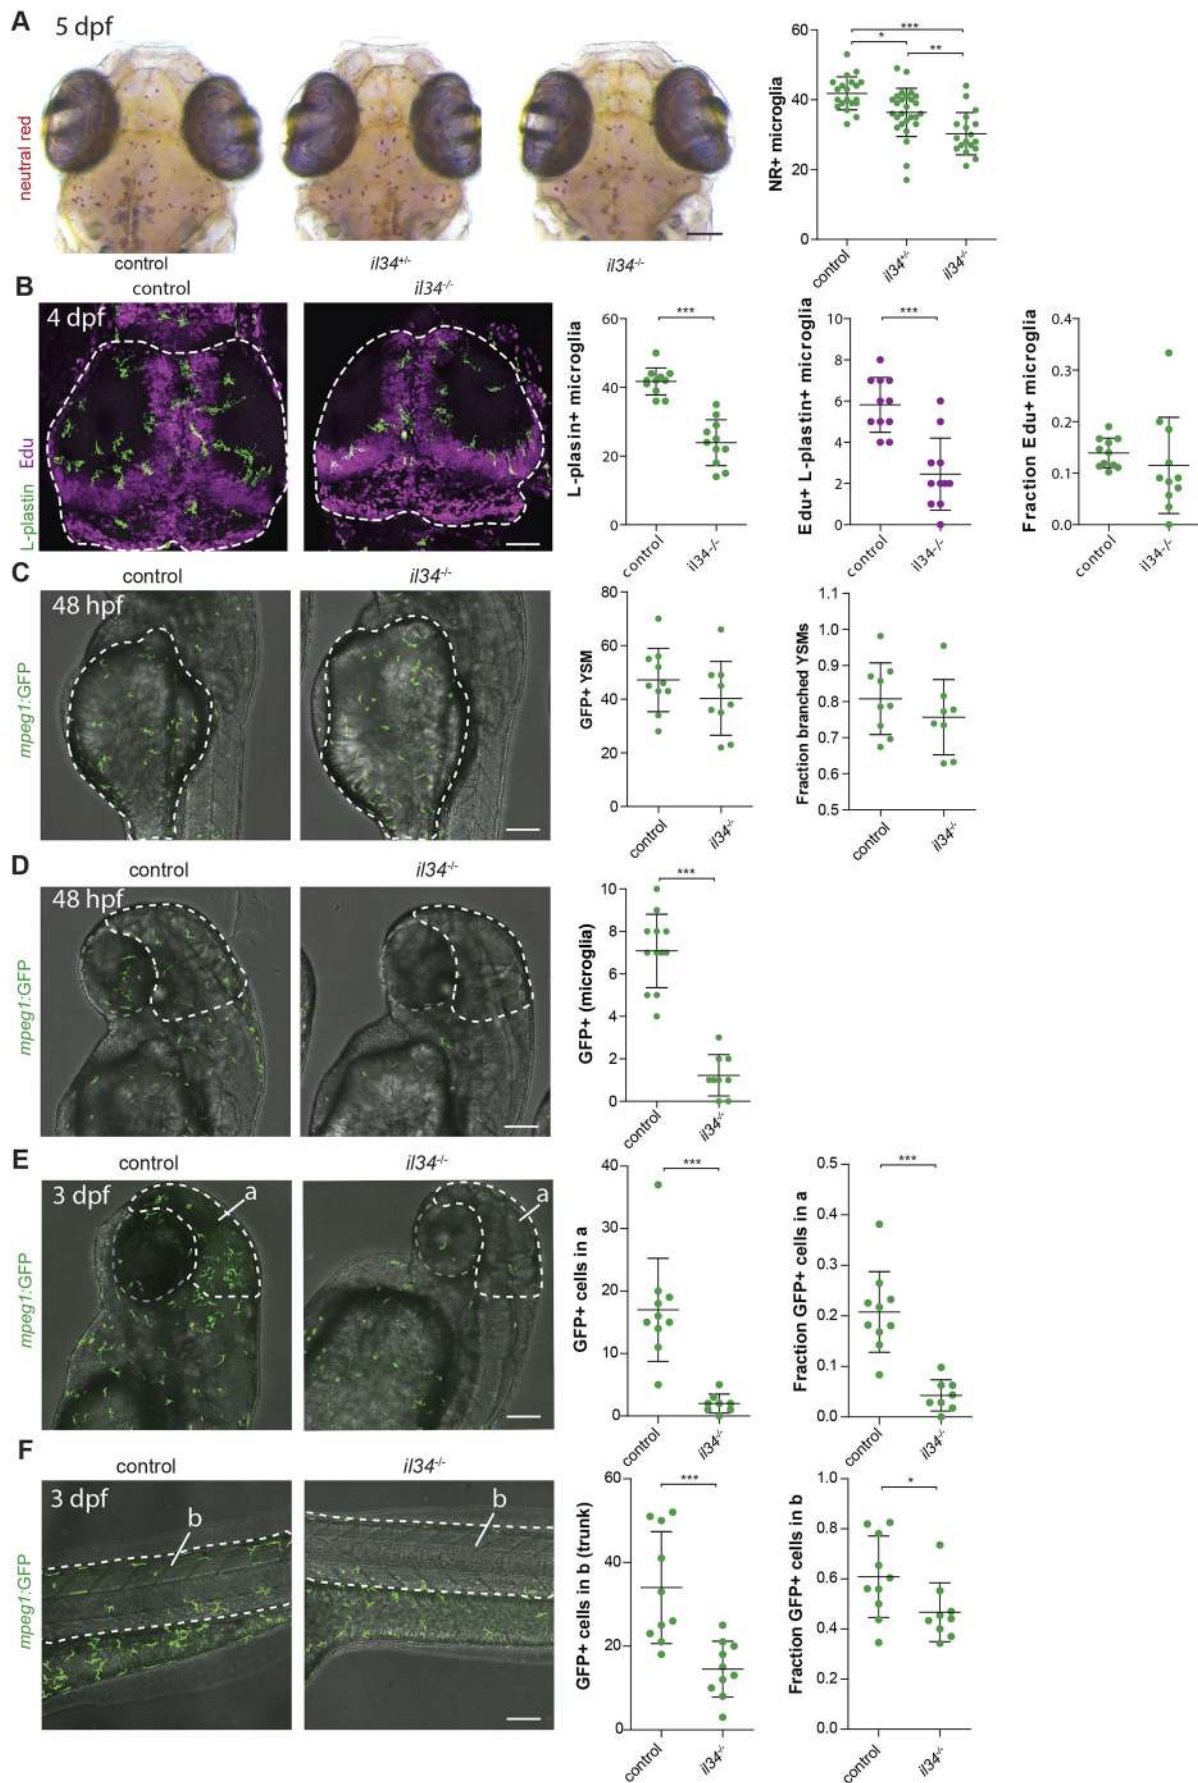 A
5 dpf
neutral red
control
il34+/-
il34-/-
NR+ microglia
60
40
20
0
*
***
**
control
il34+/-
il34-/-
B
control
il34-/-
4 dpf
L-plastin Edu
L-plasin+ microglia
60
40
20
0
***
control
il34-/-
Edu+ L-plastin+ microglia
10
8
6
4
2
0
***
control
il34-/-
Fraction Edu+ microglia
0.4
0.3
0.2
0.1
0.0
control
il34-/-
C
control
il34-/-
48 hpf
mpeg1:GFP
GFP+ YSM
80
60
40
20
0
control
il34-/-
Fraction branched YSMs
1.1
1.0
0.9
0.8
0.7
0.6
0.5
control
il34-/-
D
control
il34-/-
48 hpf
mpeg1:GFP
GFP+ (microglia)
10
8
6
4
2
0
***
control
il34-/-
E
control
il34-/-
3 dpf
a
a
mpeg1:GFP
GFP+ cells in a
40
30
20
10
0
***
control
il34-/-
Fraction GFP+ cells in a
0.5
0.4
0.3
0.2
0.1
0.0
***
control
il34-/-
F
control
il34-/-
3 dpf
b
b
mpeg1:GFP
GFP+ cells in b (trunk)
60
40
20
0
***
control
il34-/-
Fraction GFP+ cells in b
1.0
0.8
0.6
0.4
0.2
0.0
*
control
il34-/-